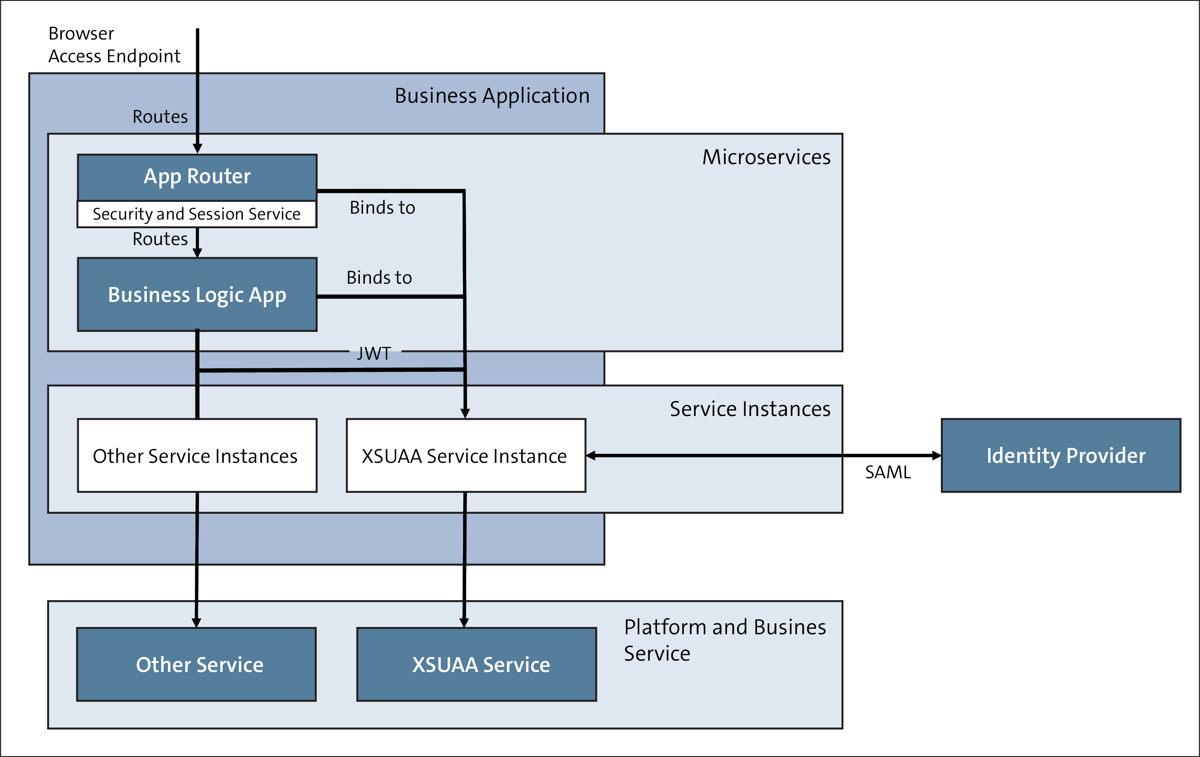 Browser
Access Endpoint
Business Application
Routes
Microservices
App Router
Security and Session Service
Binds to
Routes
Binds to
Business Logic App
JWT
Service Instances
Other Service Instances
XSUAA Service Instance
Identity Provider
SAML
Platform and Busines
Service
Other Service
XSUAA Service